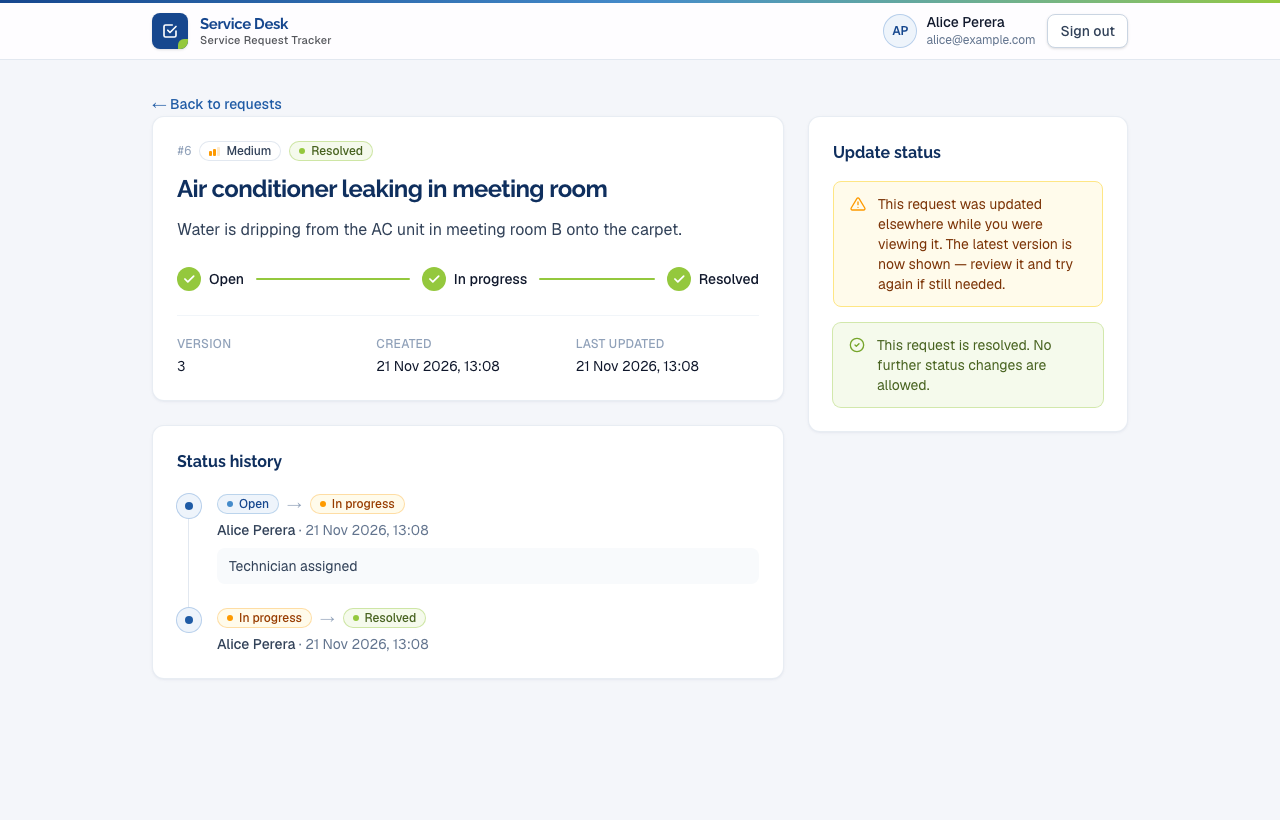 Service Desk
Service Request Tracker
AP
Alice Perera
alice@example.com
Sign out
← Back to requests
#6 Medium Resolved
Air conditioner leaking in meeting room
Water is dripping from the AC unit in meeting room B onto the carpet.
Open In progress Resolved
VERSION CREATED LAST UPDATED
3 21 Nov 2026, 13:08 21 Nov 2026, 13:08
Status history
Open → In progress
Alice Perera · 21 Nov 2026, 13:08
Technician assigned
In progress → Resolved
Alice Perera · 21 Nov 2026, 13:08
Update status
This request was updated
elsewhere while you were
viewing it. The latest version is
now shown — review it and try
again if still needed.
This request is resolved. No
further status changes are
allowed.